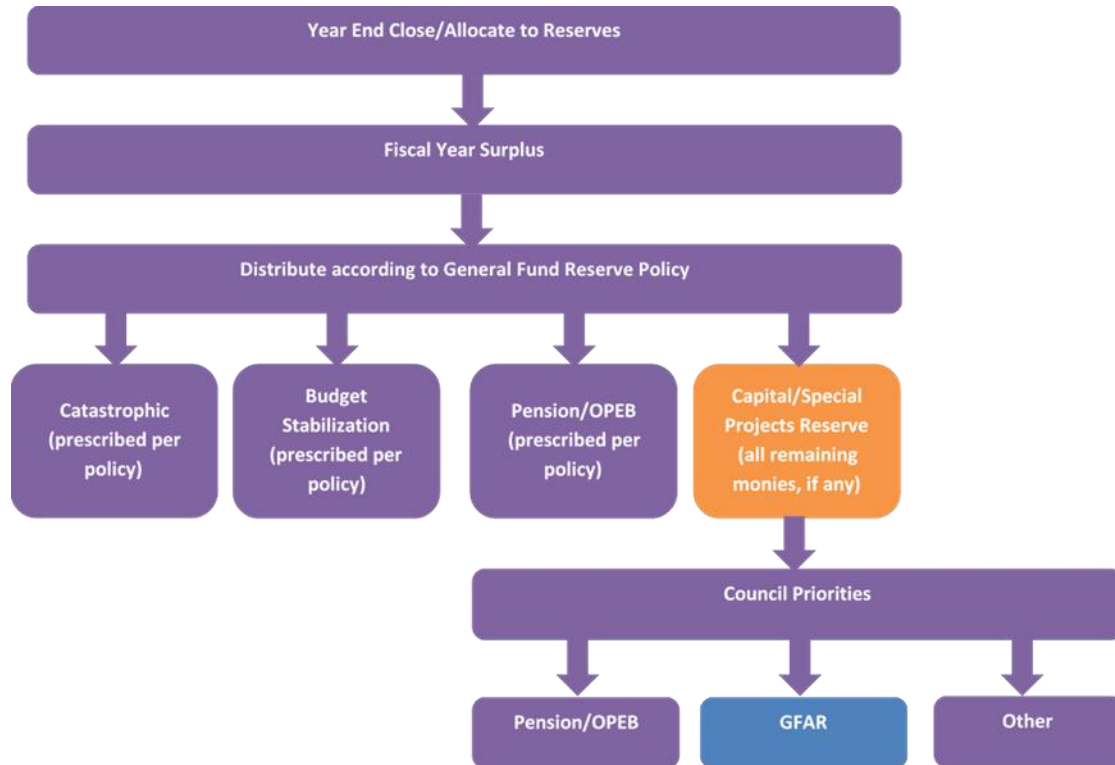 Year End Close/Allocate to Reserves
Fiscal Year Surplus
Distribute according to General Fund Reserve Policy
Catastrophic
(prescribed per
policy)
Budget
Stabilization
(prescribed per
policy)
Pension/OPEB
(prescribed per
policy)
Capital/Special
Projects Reserve
(all remaining
monies, if any)
Council Priorities
Pension/OPEB
GFAR
Other